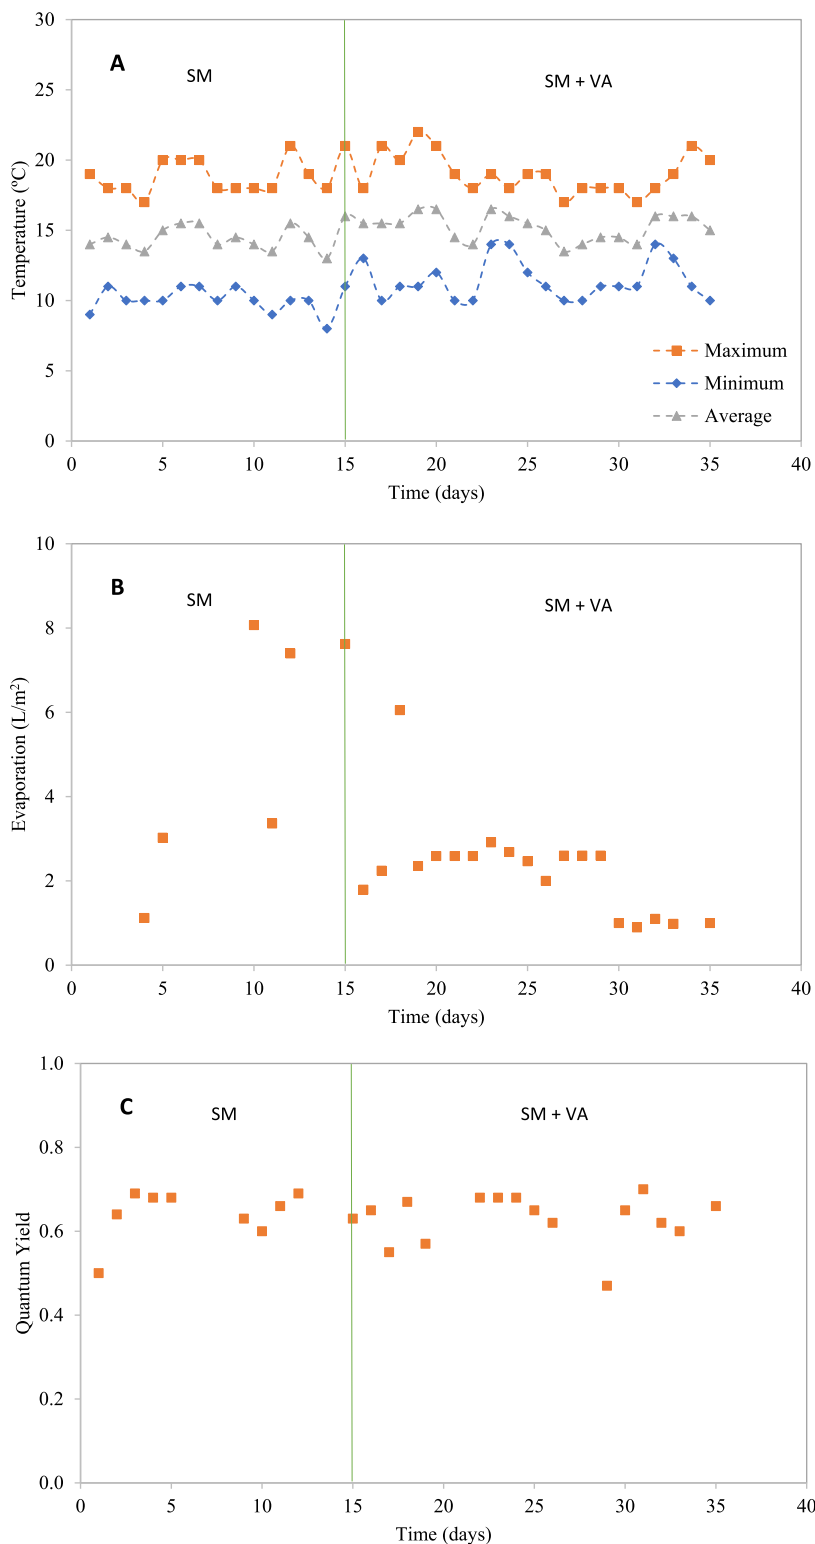 30
25
20
15
10
5
0
Temperature (ºC)
A
SM
SM + VA
Maximum
Minimum
Average
0 5 10 15 20 25 30 35 40
Time (days)
10
8
6
4
2
0
Evaporation (L/m²)
B
SM
SM + VA
0 5 10 15 20 25 30 35 40
Time (days)
1.0
0.8
0.6
0.4
0.2
0.0
Quantum Yield
C
SM
SM + VA
0 5 10 15 20 25 30 35 40
Time (days)